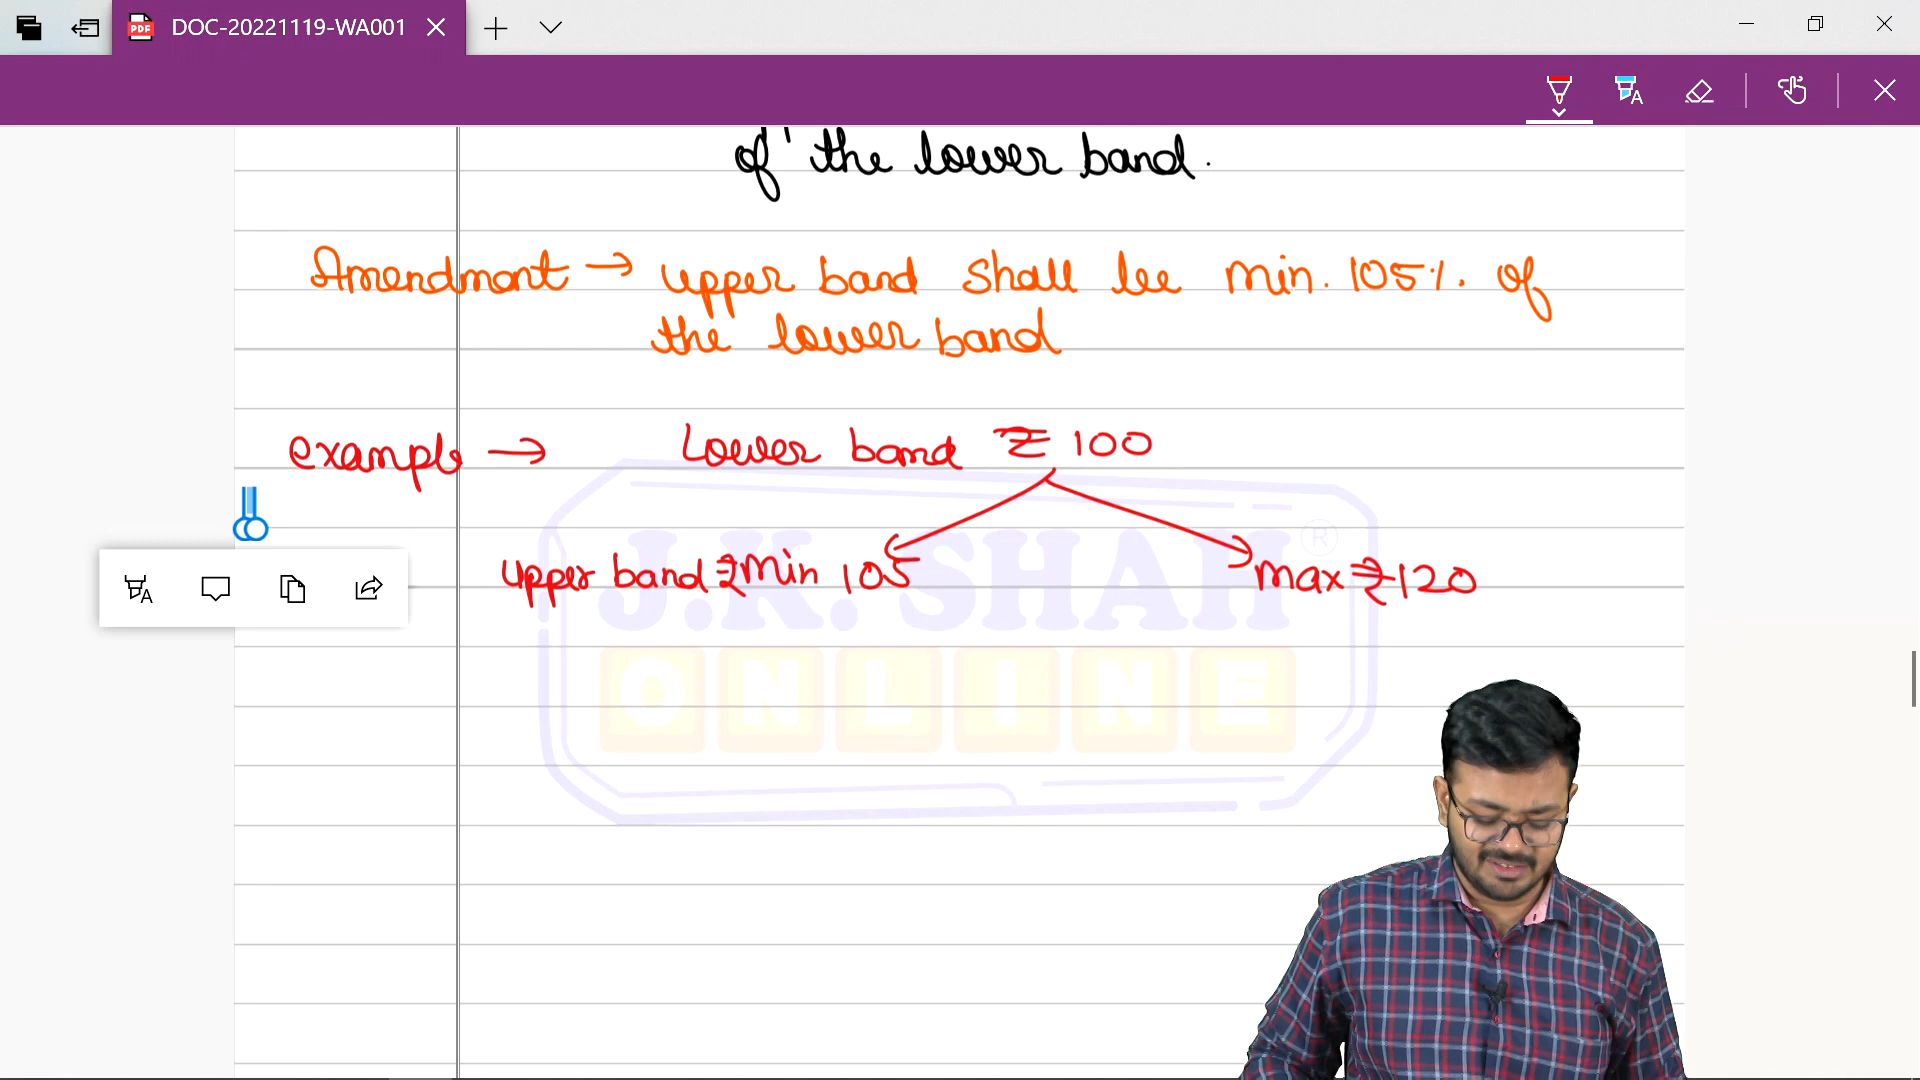 DOC-20221119-WA001
of the lower band.
Amendmant → upper band shall be min. 105% of
the lower band
example → Lower band ₹ 100
upper band ₹ Min 105 max ₹ 120
J.K. SHAH ®
ONLINE